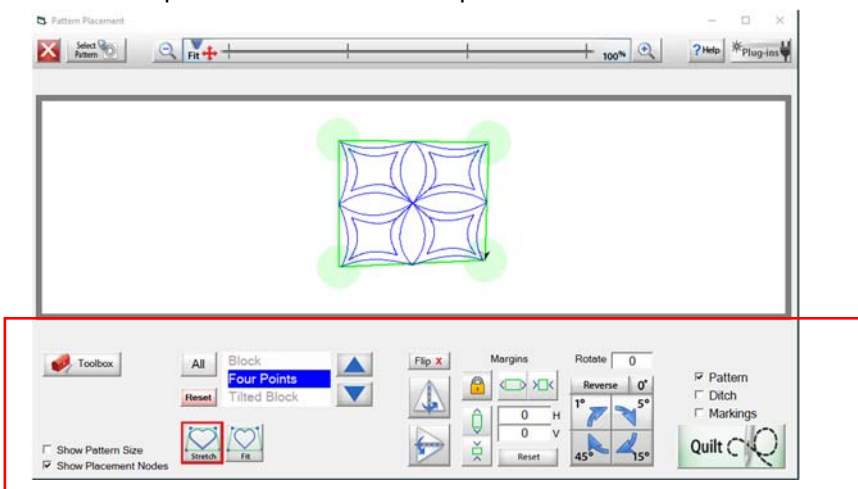 Pattern Placement
Select Pattern
Fit
100%
? Help
Plug-ins
Toolbox
All
Reset
Block
Four Points
Tilted Block
Stretch
Fit
Flip X
Margins
0 H
0 V
Reset
Rotate 0
Reverse 0°
1° 5°
45° 15°
Pattern
Ditch
Markings
Show Pattern Size
Show Placement Nodes
Quilt